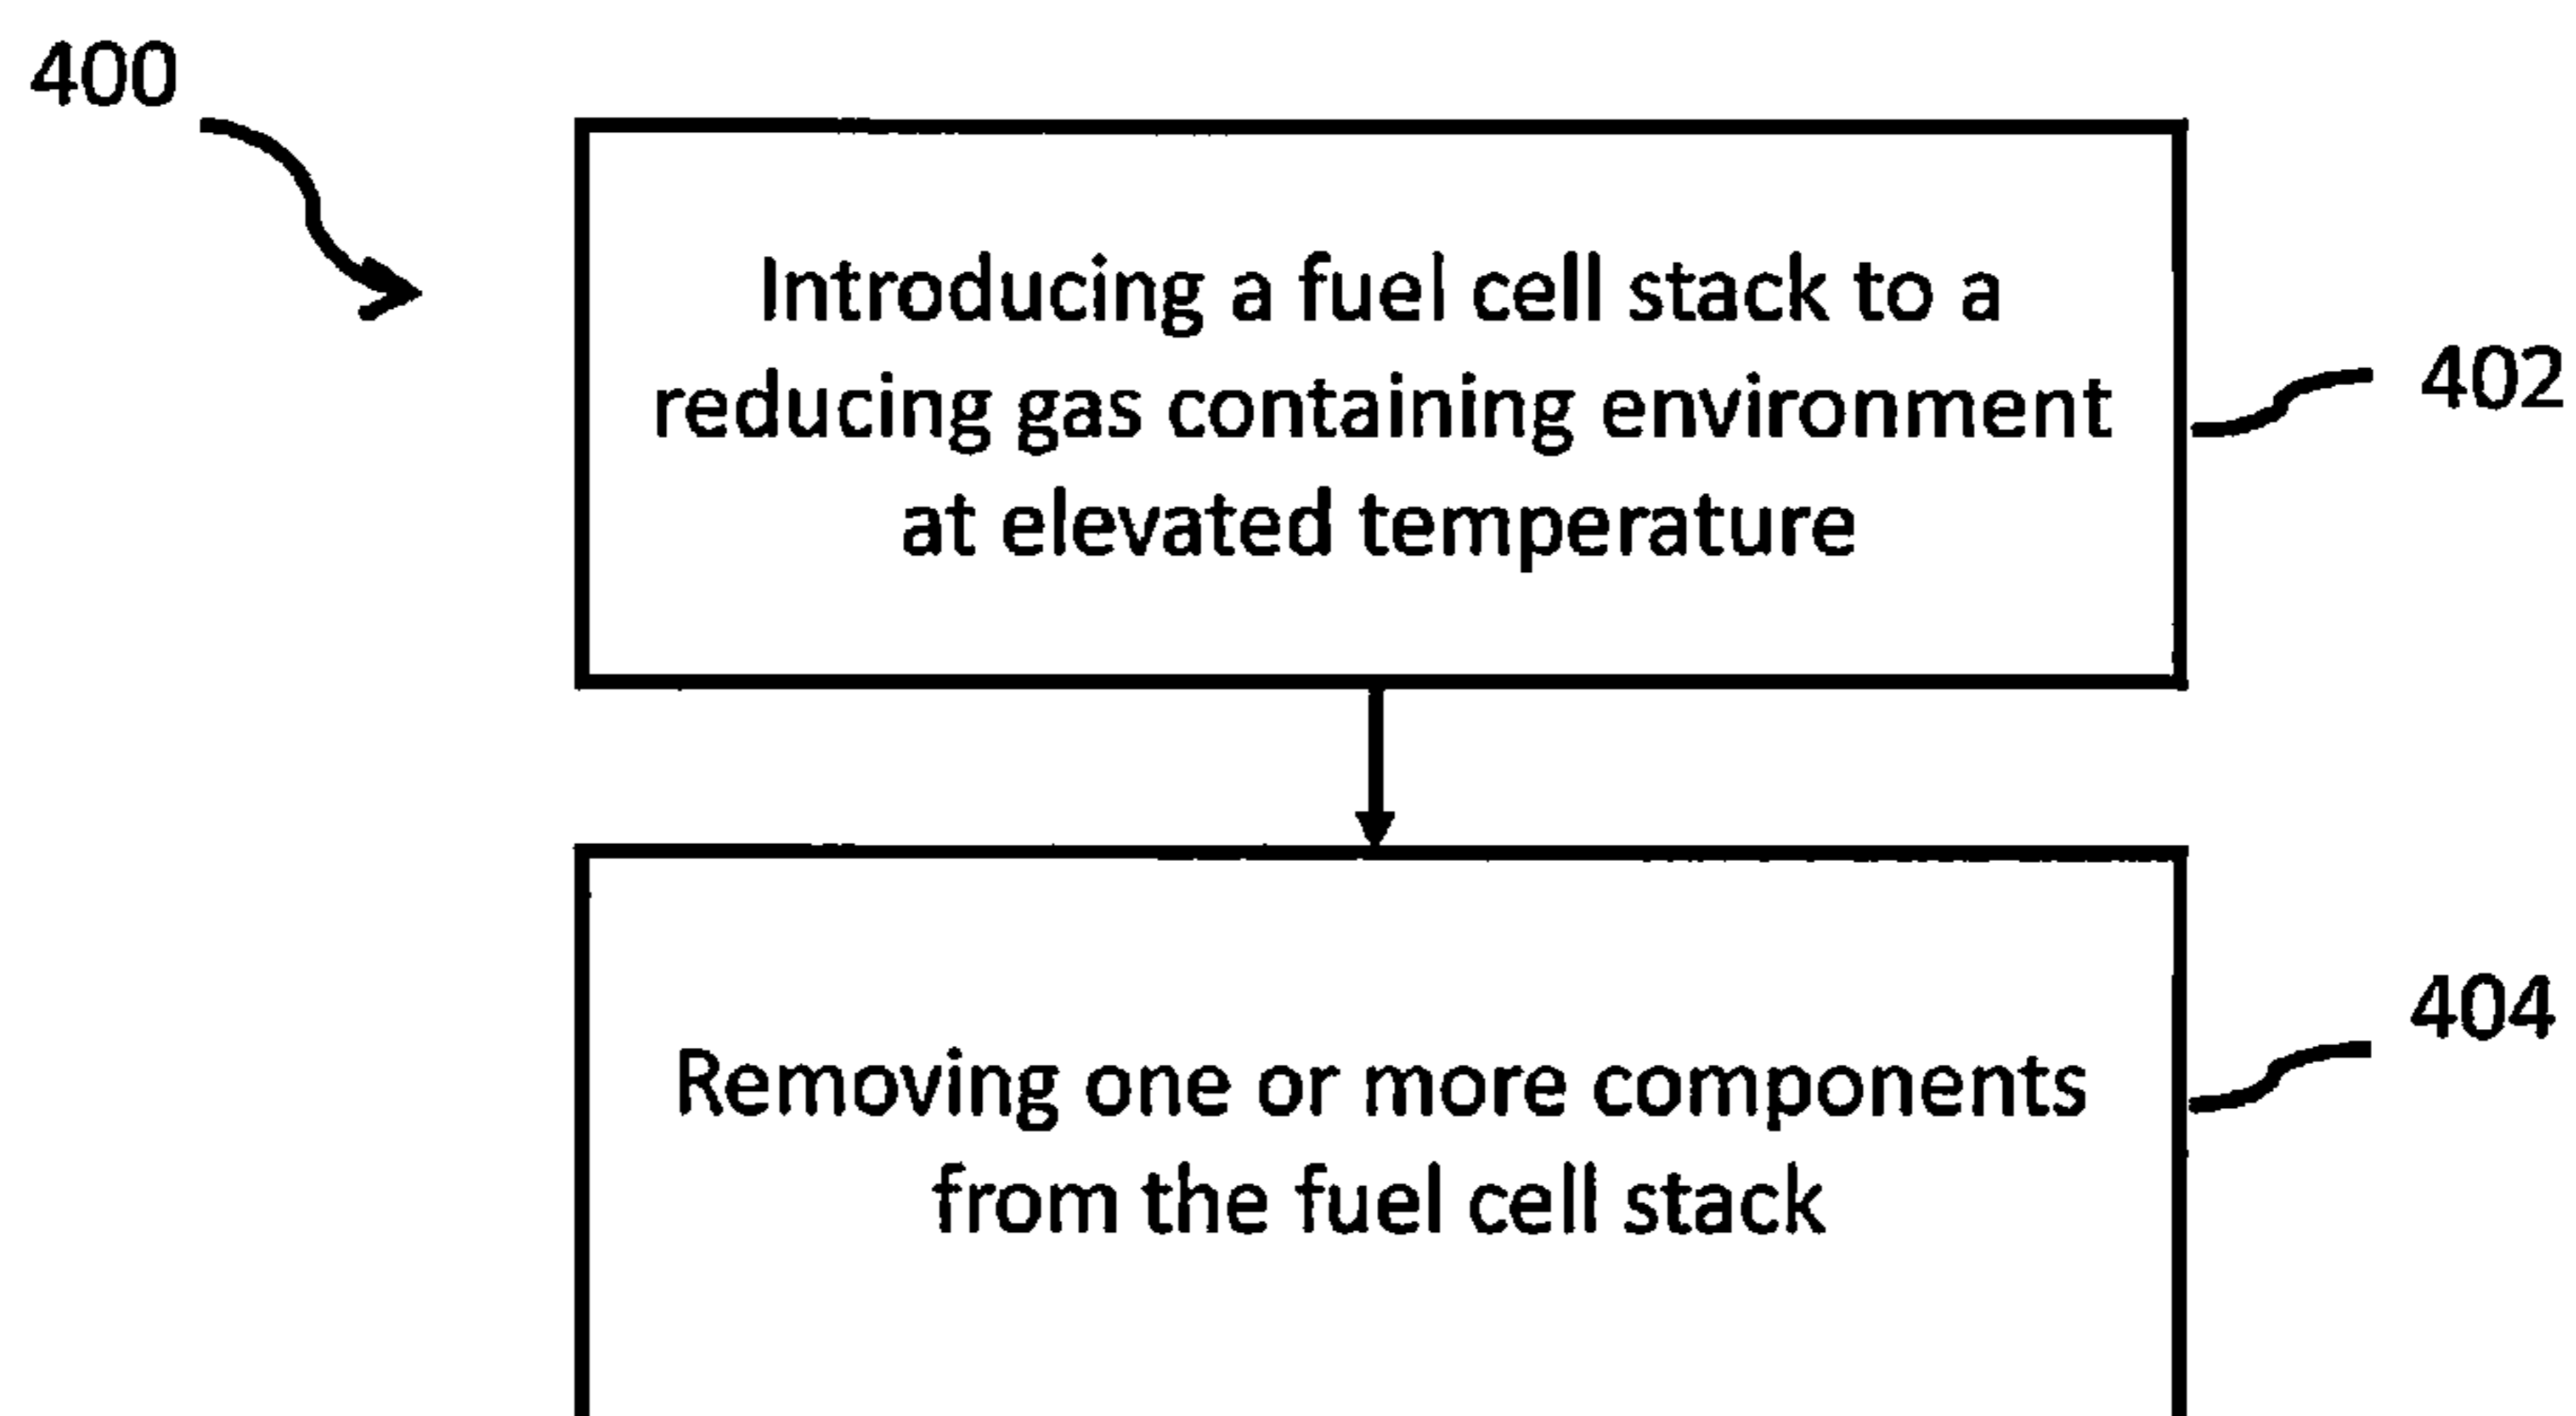 400
Introducing a fuel cell stack to a
reducing gas containing environment
at elevated temperature
402
Removing one or more components
from the fuel cell stack
404